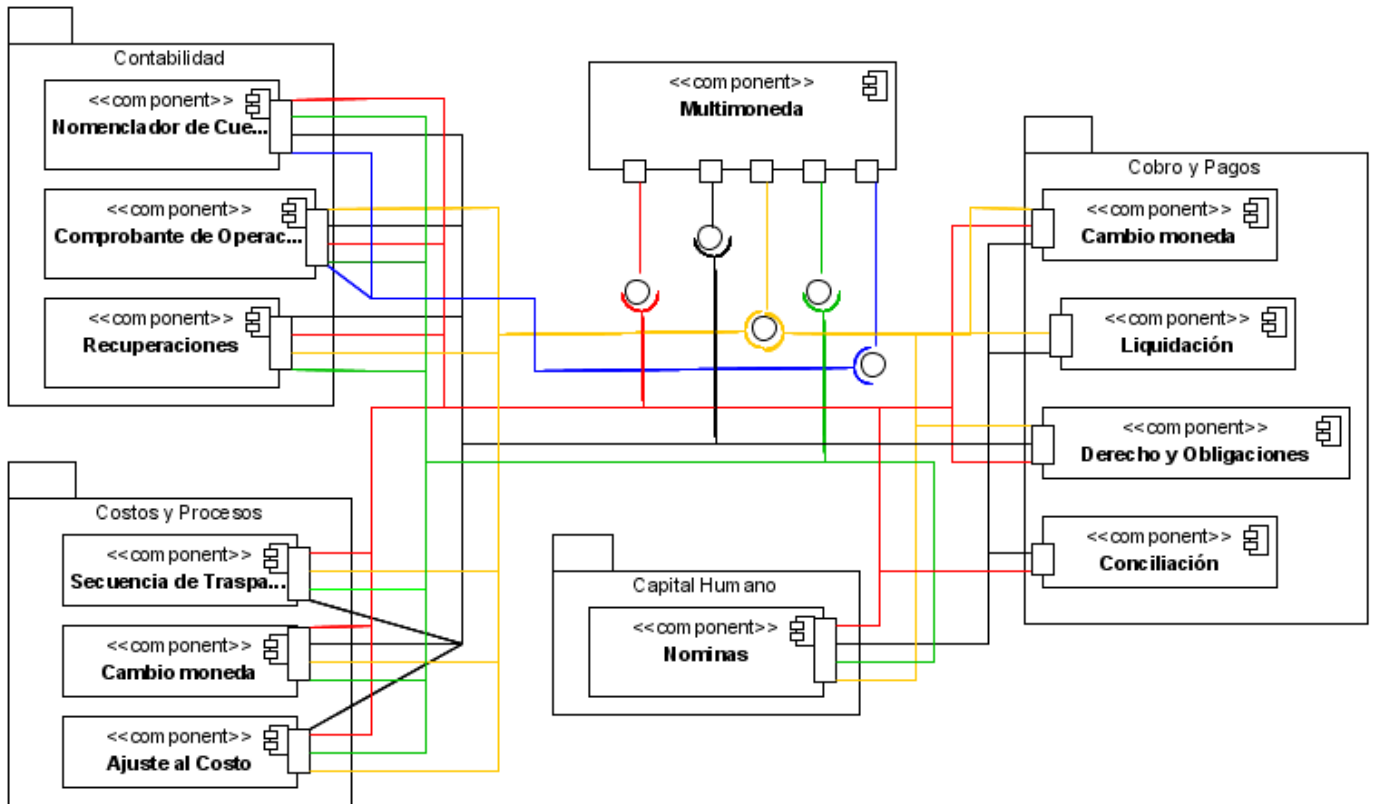 Contabilidad
<<component>>
Nomenclador de Cue...
<<component>>
Comprobante de Operac...
<<component>>
Recuperaciones
<<component>>
Multimoneda
Cobro y Pagos
<<component>>
Cambio moneda
<<component>>
Liquidación
<<component>>
Derecho y Obligaciones
<<component>>
Conciliación
Costos y Procesos
<<component>>
Secuencia de Traspa...
<<component>>
Cambio moneda
<<component>>
Ajuste al Costo
Capital Humano
<<component>>
Nominas